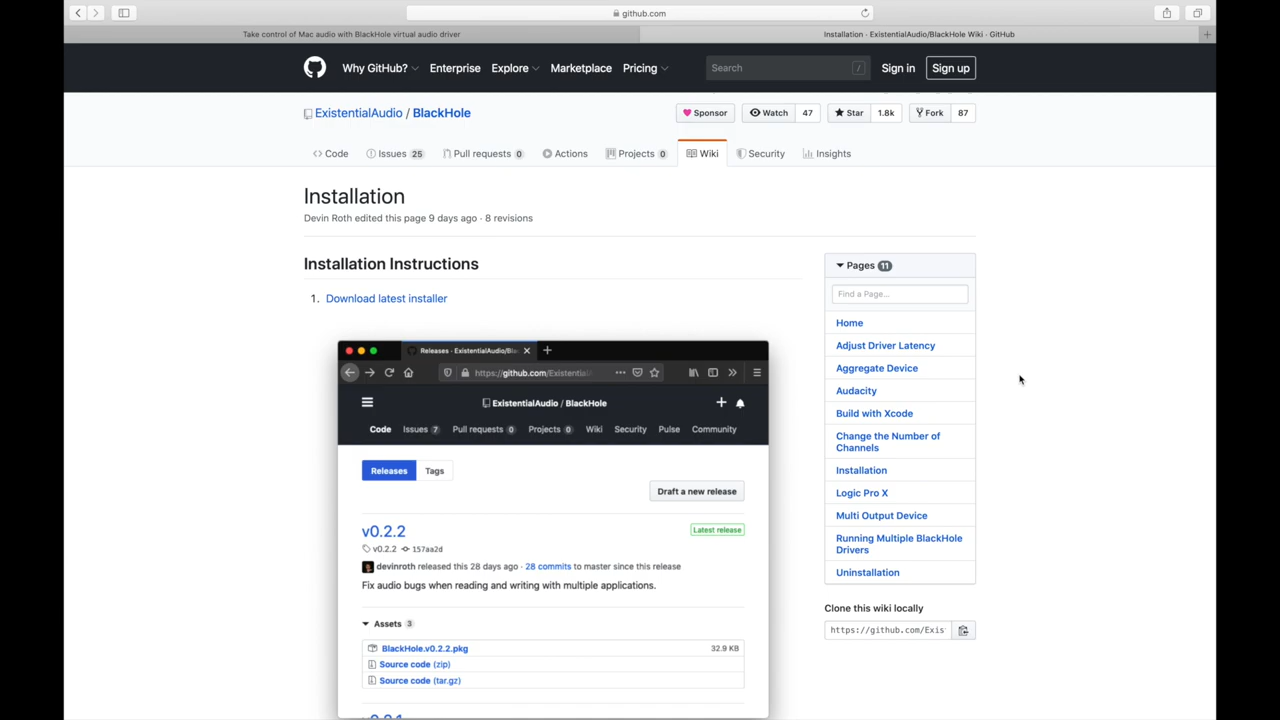 github.com
Take control of Mac audio with BlackHole virtual audio driver
Installation · ExistentialAudio/BlackHole Wiki · GitHub
Why GitHub? Enterprise Explore Marketplace Pricing Search / Sign in Sign up
ExistentialAudio / BlackHole Sponsor Watch 47 Star 1.8k Fork 87
Code Issues 25 Pull requests 0 Actions Projects 0 Wiki Security Insights
Installation
Devin Roth edited this page 9 days ago · 8 revisions
Installation Instructions
1. Download latest installer
Releases · ExistentialAudio/Bla
https://github.com/Existential
ExistentialAudio / BlackHole
Code Issues 7 Pull requests 0 Projects 0 Wiki Security Pulse Community
Releases Tags
Draft a new release
v0.2.2 Latest release
v0.2.2 157aa2d
devinroth released this 28 days ago · 28 commits to master since this release
Fix audio bugs when reading and writing with multiple applications.
Assets 3
BlackHole.v0.2.2.pkg 32.9 KB
Source code (zip)
Source code (tar.gz)
Pages 11
Find a Page...
Home
Adjust Driver Latency
Aggregate Device
Audacity
Build with Xcode
Change the Number of
Channels
Installation
Logic Pro X
Multi Output Device
Running Multiple BlackHole
Drivers
Uninstallation
Clone this wiki locally
https://github.com/Exis